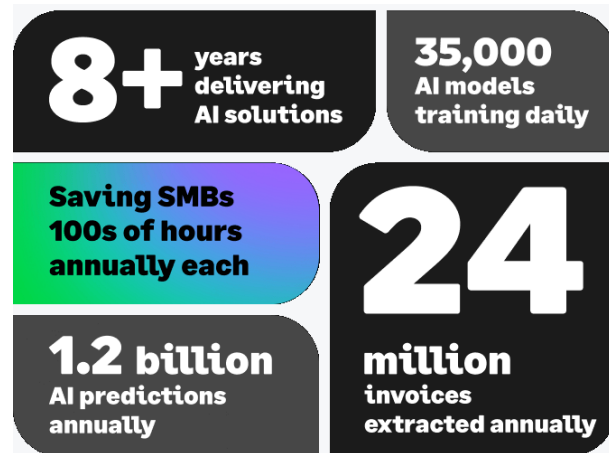 8+ years
delivering
AI solutions
35,000
AI models
training daily
Saving SMBs
100s of hours
annually each
24
million
invoices
extracted annually
1.2 billion
AI predictions
annually